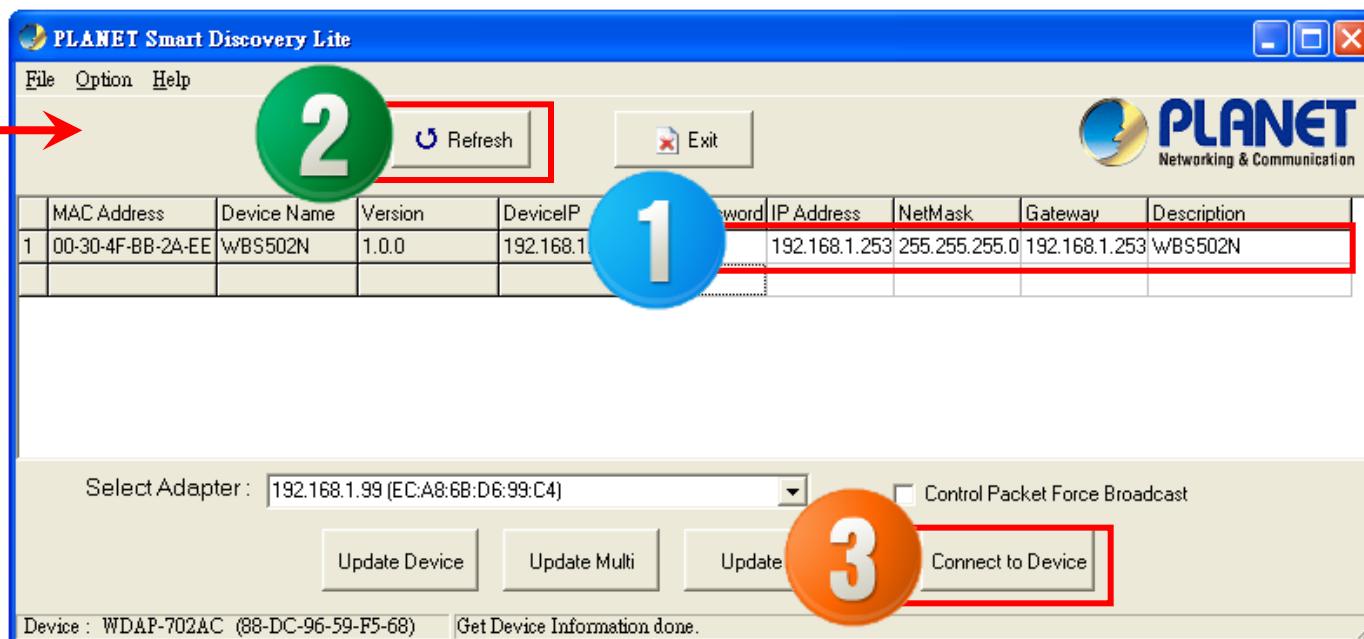 PLANET Smart Discovery Lite
File Option Help
2 Refresh Exit
PLANET
Networking & Communication
1
MAC Address Device Name Version DeviceIP IP Address NetMask Gateway Description
1 00-30-4F-BB-2A-EE WBS502N 1.0.0 192.168.1 192.168.1.253 255.255.255.0 192.168.1.253 WBS502N
Select Adapter : 192.168.1.99 (EC:A8:6B:D6:99:C4) Control Packet Force Broadcast
Update Device Update Multi Update 3 Connect to Device
Device : WDAP-702AC (88-DC-96-59-F5-68) Get Device Information done.